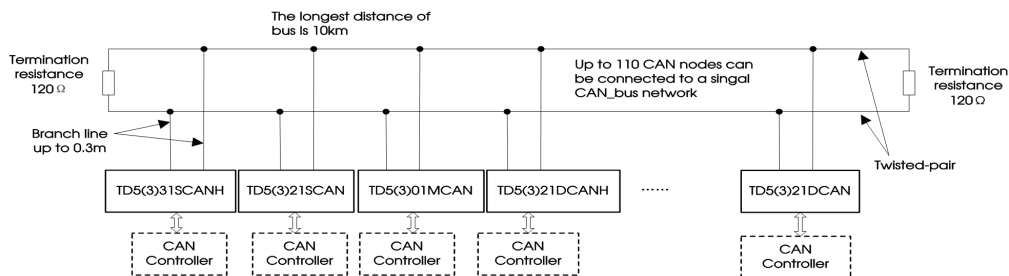 The longest distance of
bus is 10km
Termination
resistance
120Ω
Up to 110 CAN nodes can
be connected to a singal
CAN_bus network
Termination
resistance
120Ω
Branch line
up to 0.3m
Twisted-pair
TD5(3)31SCANH
TD5(3)21SCAN
TD5(3)01MCAN
TD5(3)21DCANH
......
TD5(3)21DCAN
CAN
Controller
CAN
Controller
CAN
Controller
CAN
Controller
CAN
Controller